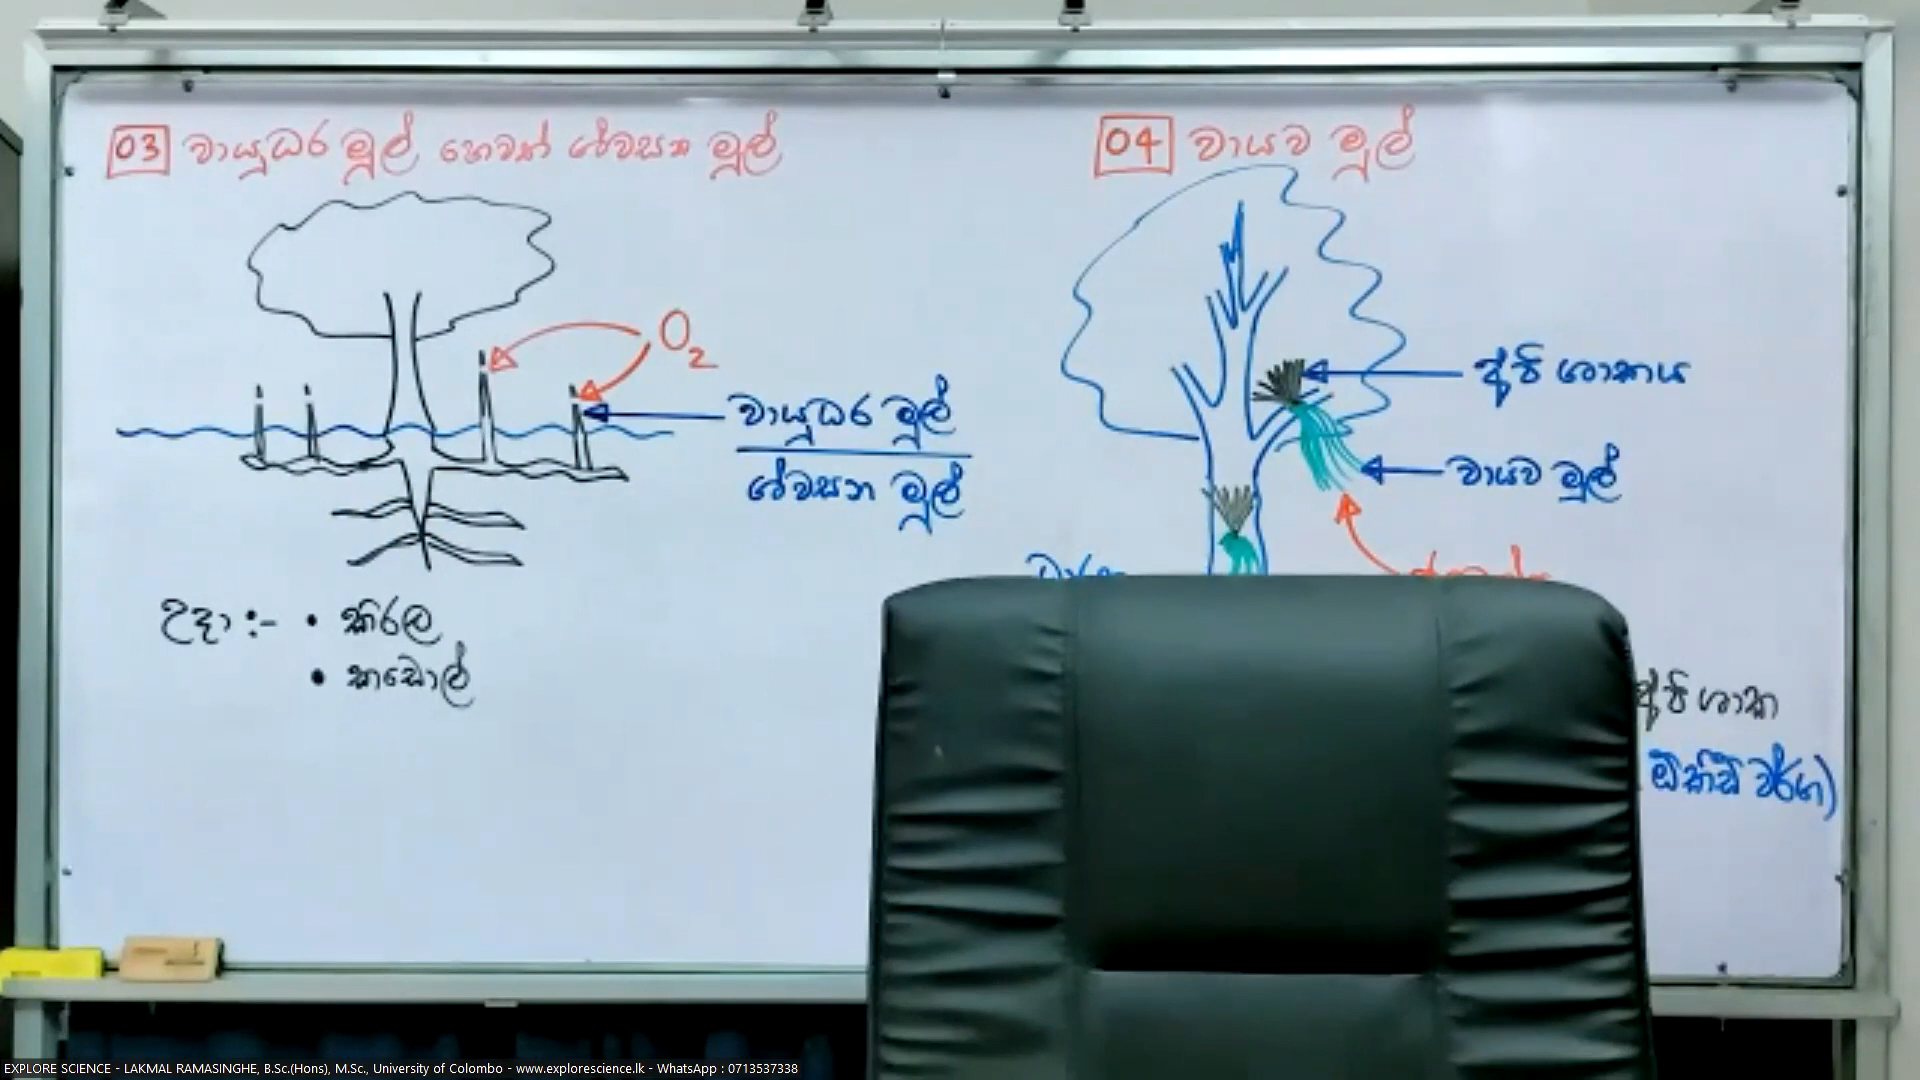 03 වායුධර මූල් හෙවත් ශ්වසන මූල්
O2
වායුධර මූල්
ශ්වසන මූල්
උදා :- • කිරල
• කඩොල්
04 වායව මූල්
අපි ශාකය
වායව මූල්
අපි ශාක
ඕකිඩ් වර්ග)
EXPLORE SCIENCE - LAKMAL RAMASINGHE, B.Sc.(Hons), M.Sc., University of Colombo - www.explorescience.lk - WhatsApp : 0713537338